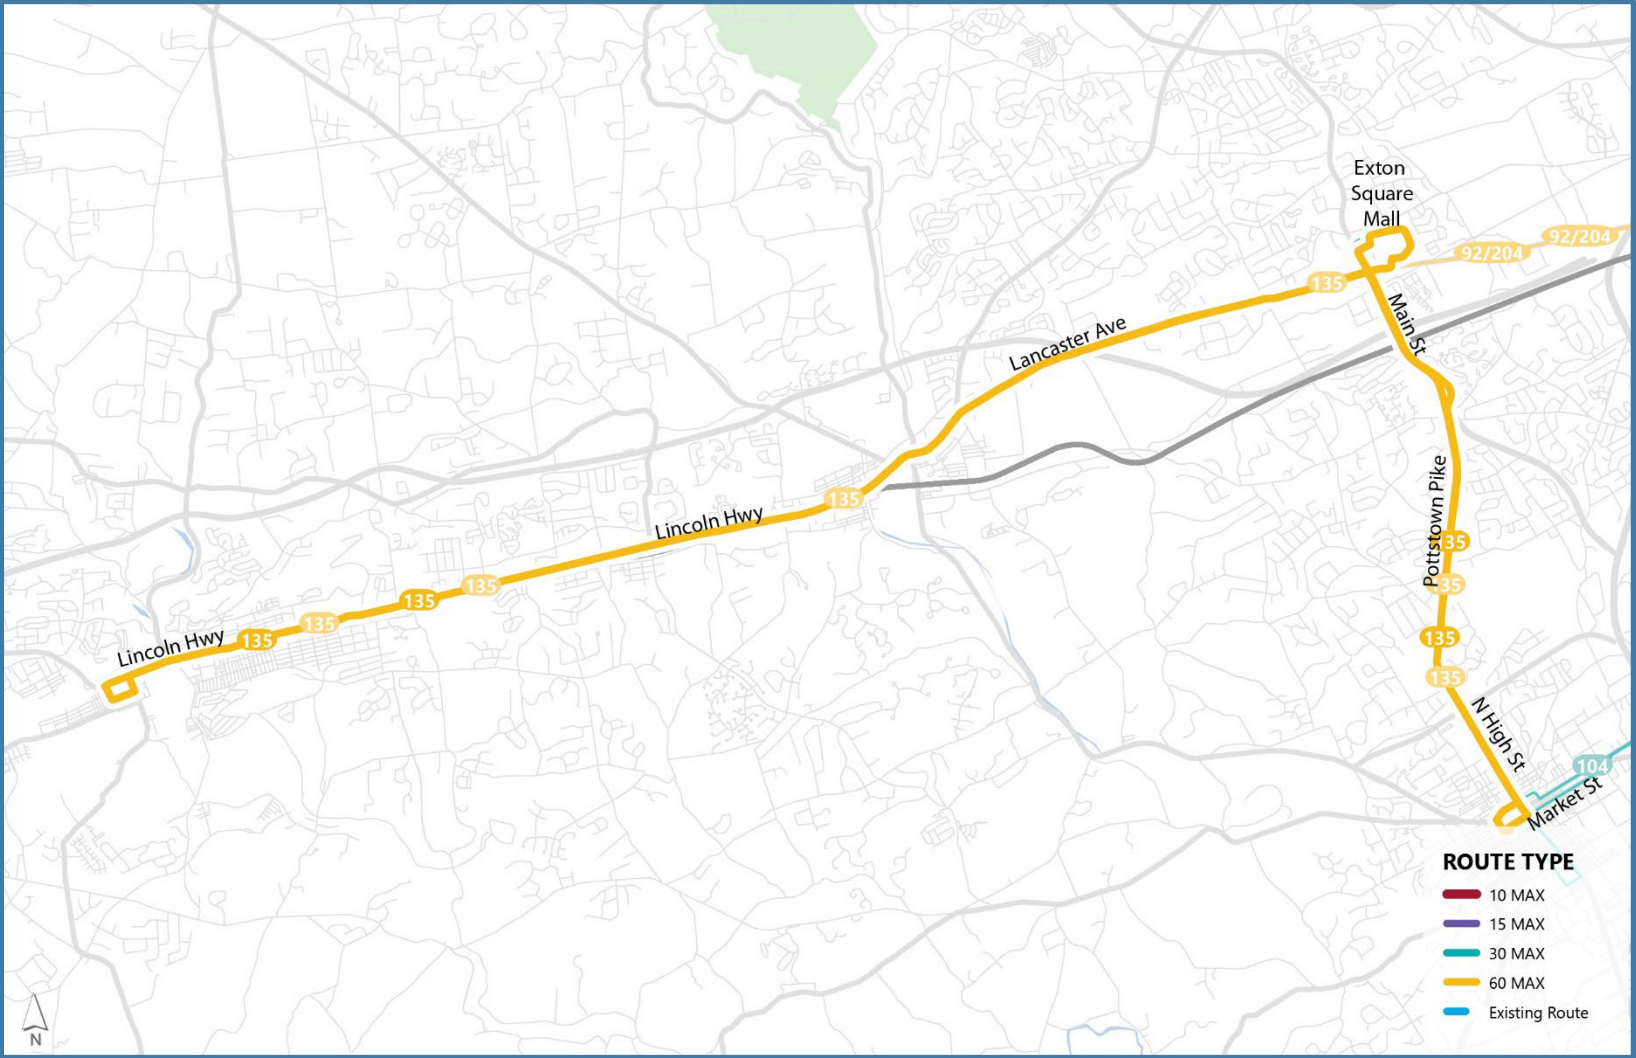 Exton
Square
Mall
92/204
92/204
135
Main St
Lancaster Ave
Pottstown Pike
135
Lincoln Hwy
135
135
135
135
135
135
Lincoln Hwy
135
135
N High St
104
Market St
ROUTE TYPE
10 MAX
15 MAX
30 MAX
60 MAX
Existing Route
N